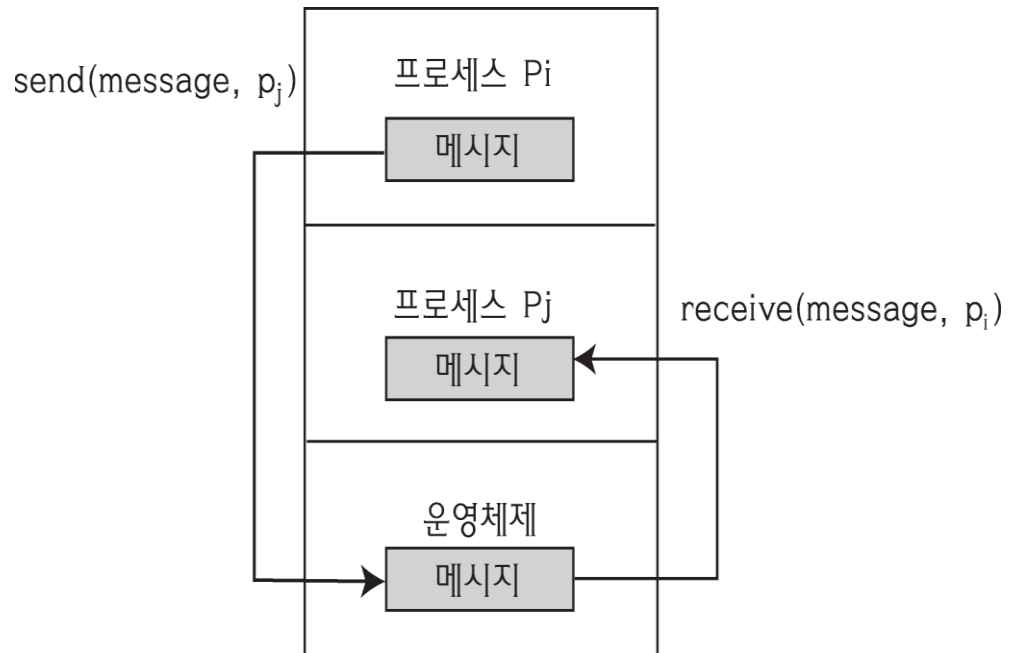 프로세스 Pi
send(message, pj)
메시지
프로세스 Pj
receive(message, pi)
메시지
운영체제
메시지